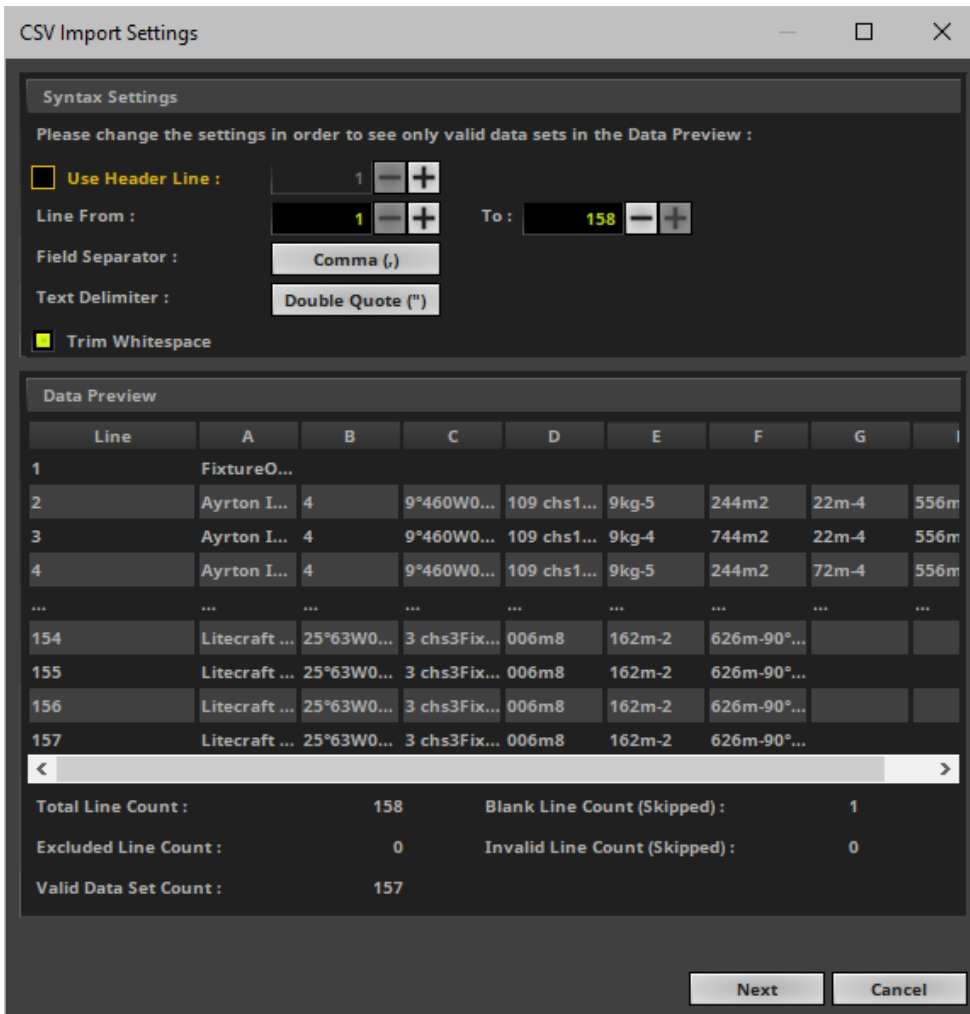 CSV Import Settings
Syntax Settings
Please change the settings in order to see only valid data sets in the Data Preview :
Use Header Line : 1
Line From : 1 To : 158
Field Separator : Comma (,)
Text Delimiter : Double Quote (")
Trim Whitespace
Data Preview
Line A B C D E F G
1 FixtureO...
2 Ayrton I... 4 9°460W0... 109 chs1... 9kg-5 244m2 22m-4 556m
3 Ayrton I... 4 9°460W0... 109 chs1... 9kg-4 744m2 22m-4 556m
4 Ayrton I... 4 9°460W0... 109 chs1... 9kg-5 244m2 72m-4 556m
... ... ... ... ... ... ... ... ...
154 Litecraft ... 25°63W0... 3 chs3Fix... 006m8 162m-2 626m-90°...
155 Litecraft ... 25°63W0... 3 chs3Fix... 006m8 162m-2 626m-90°...
156 Litecraft ... 25°63W0... 3 chs3Fix... 006m8 162m-2 626m-90°...
157 Litecraft ... 25°63W0... 3 chs3Fix... 006m8 162m-2 626m-90°...
Total Line Count : 158 Blank Line Count (Skipped) : 1
Excluded Line Count : 0 Invalid Line Count (Skipped) : 0
Valid Data Set Count : 157
Next Cancel